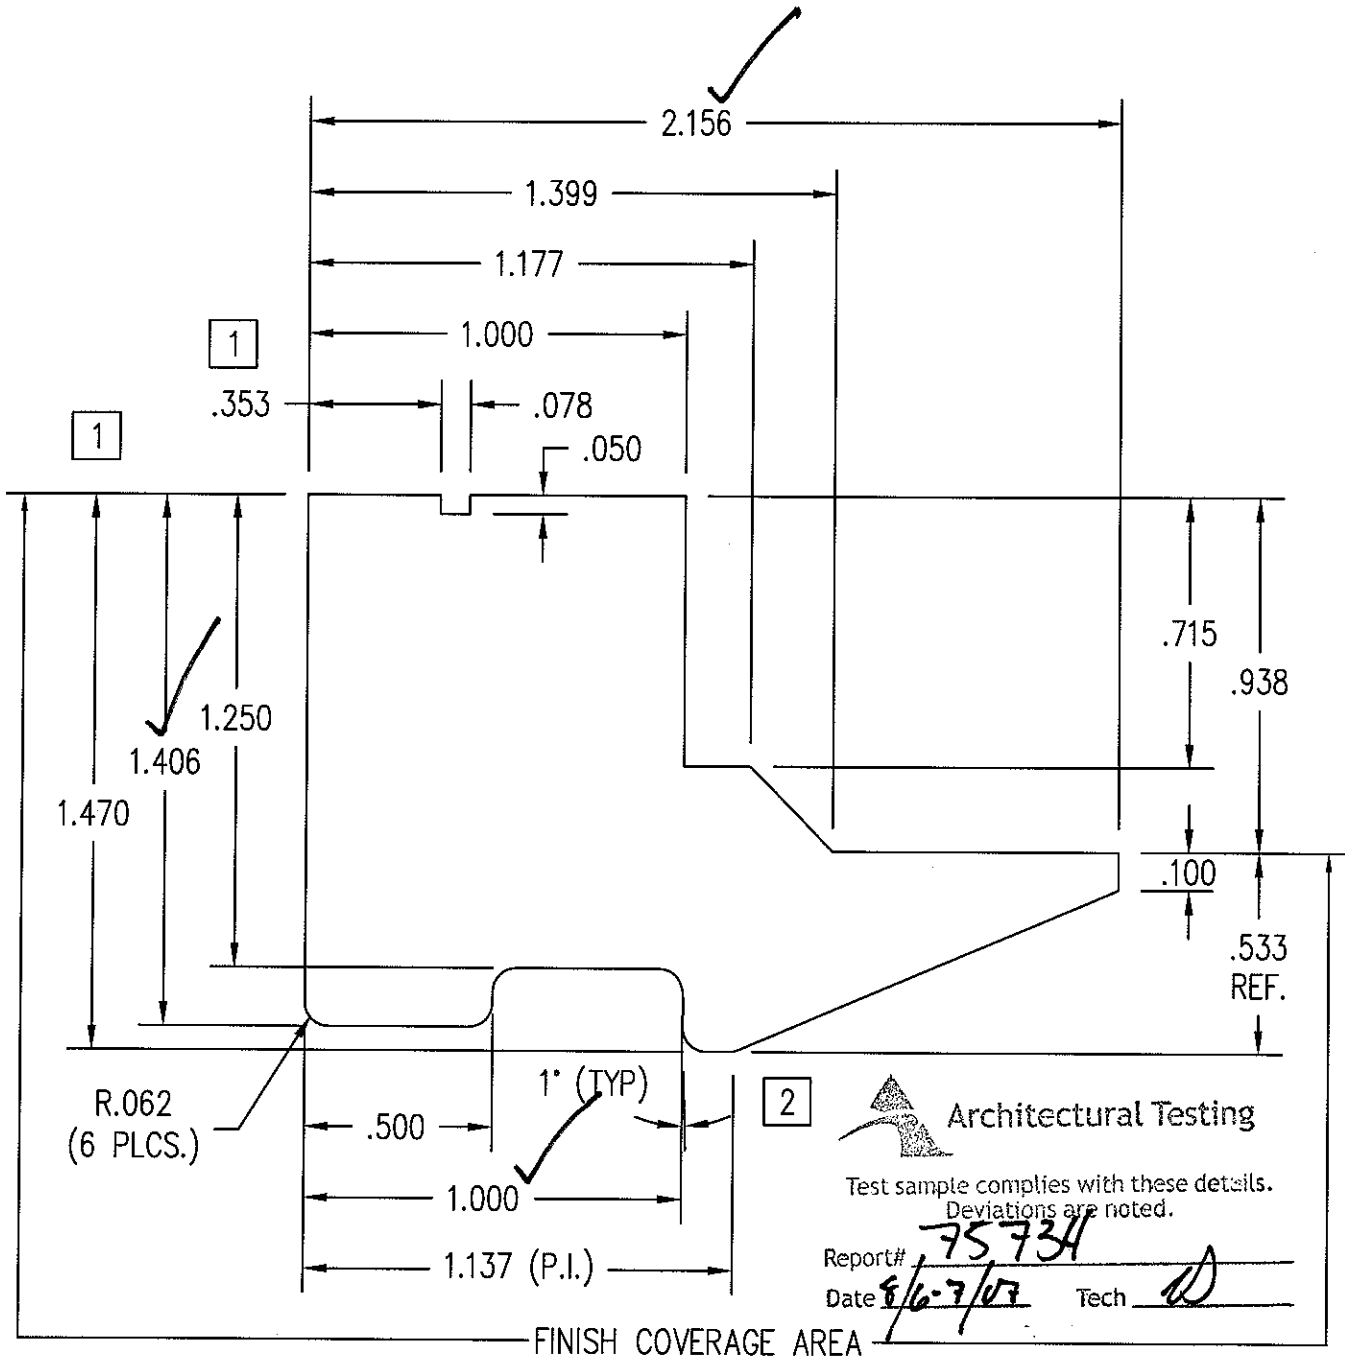 2.156
1.399
1.177
1.000
1
.353
.078
1
.050
.715
.938
1.250
1.406
1.470
.100
.533
REF.
R.062
(6 PLCS.)
1° (TYP)
2
.500
1.000
1.137 (P.I.)
Architectural Testing
Test sample complies with these details.
Deviations are noted.
Report# 75734
Date 8/6-7/07 Tech
FINISH COVERAGE AREA